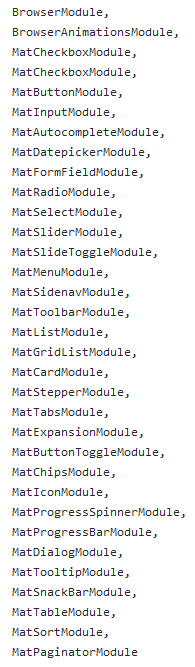 BrowserModule,
BrowserAnimationsModule,
MatCheckboxModule,
MatCheckboxModule,
MatButtonModule,
MatInputModule,
MatAutocompleteModule,
MatDatepickerModule,
MatFormFieldModule,
MatRadioModule,
MatSelectModule,
MatSliderModule,
MatSlideToggleModule,
MatMenuModule,
MatSidenavModule,
MatToolbarModule,
MatListModule,
MatGridListModule,
MatCardModule,
MatStepperModule,
MatTabsModule,
MatExpansionModule,
MatButtonToggleModule,
MatChipsModule,
MatIconModule,
MatProgressSpinnerModule,
MatProgressBarModule,
MatDialogModule,
MatTooltipModule,
MatSnackBarModule,
MatTableModule,
MatSortModule,
MatPaginatorModule